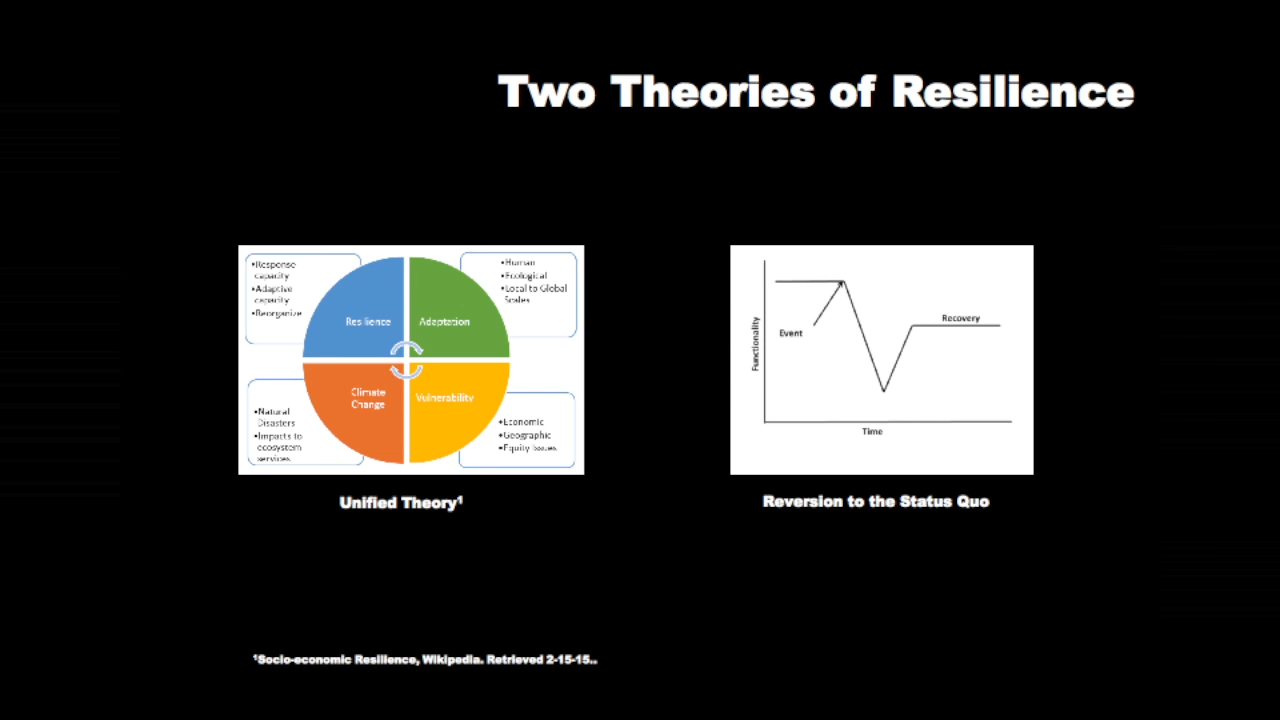 Two Theories of Resilience
•Response
capacity
•Adaptive
capacity
•Reorganize
•Human
•Ecological
•Local to Global
Scales
Resilience
Adaptation
Climate
Change
Vulnerability
•Natural
Disasters
•Impacts to
ecosystem
services
•Economic
•Geographic
•Equity Issues
Unified Theory¹
Functionality
Event
Recovery
Time
Reversion to the Status Quo
¹Socio-economic Resilience, Wikipedia. Retrieved 2-15-15..